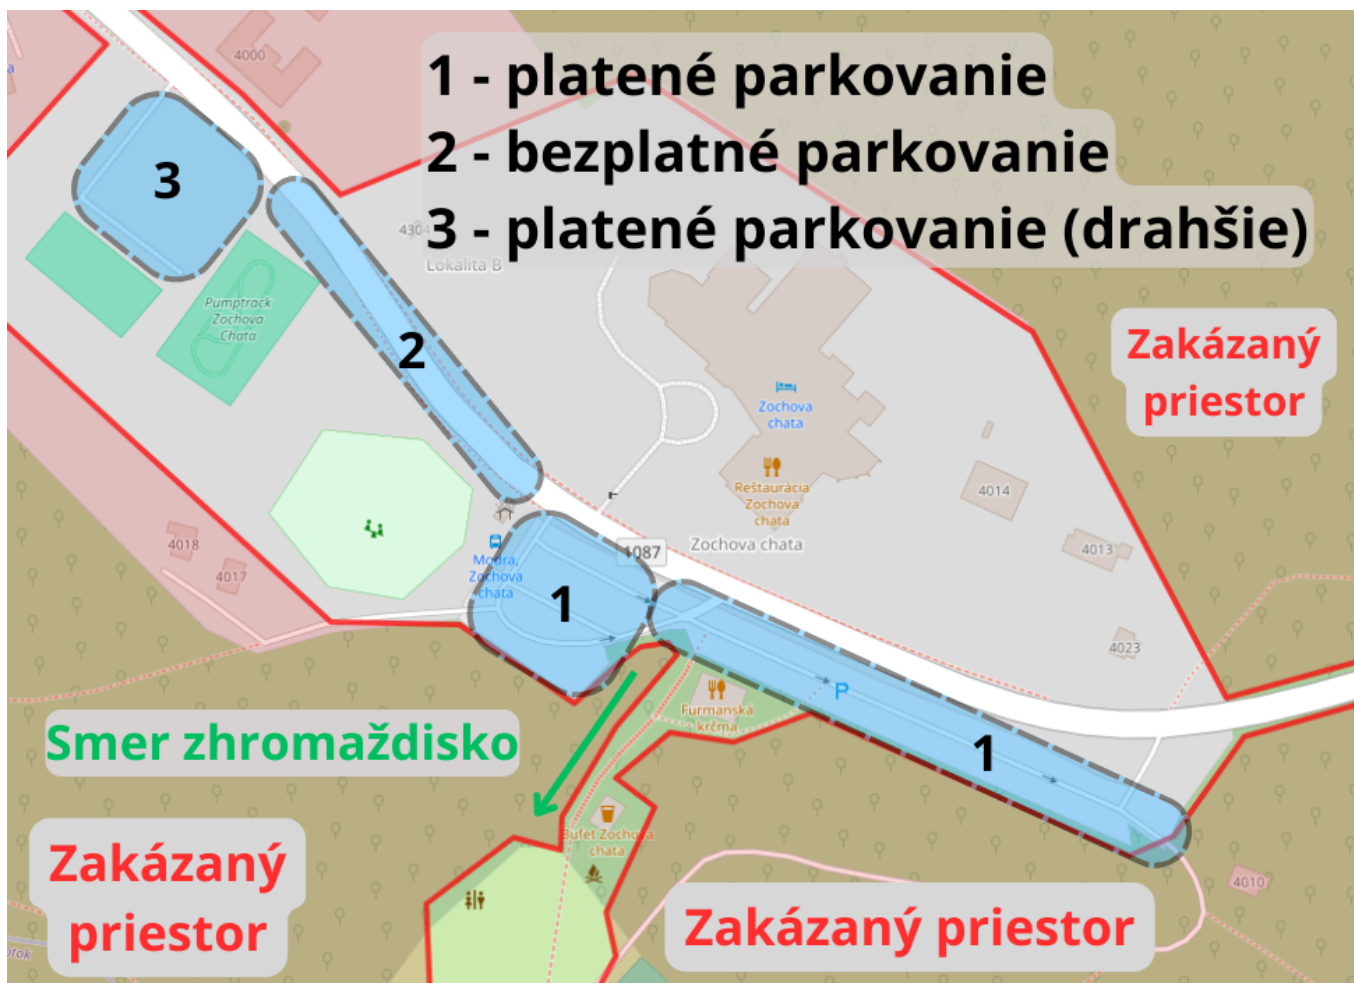 4000
1 - platené parkovanie
2 - bezplatné parkovanie
3 - platené parkovanie (drahšie)
3
4304
Lokalita B
Pumptrack
Zochova
Chata
2
Zakázaný
priestor
Zochova
chata
Reštaurácia
Zochova
chata
4014
4018
4017
Modra,
Zochova
chata
1087
Zochova chata
4013
1
4023
P
Furmanská
krčma
Smer zhromaždisko
1
Bufet Zochova
chata
Zakázaný
priestor
4010
Zakázaný priestor